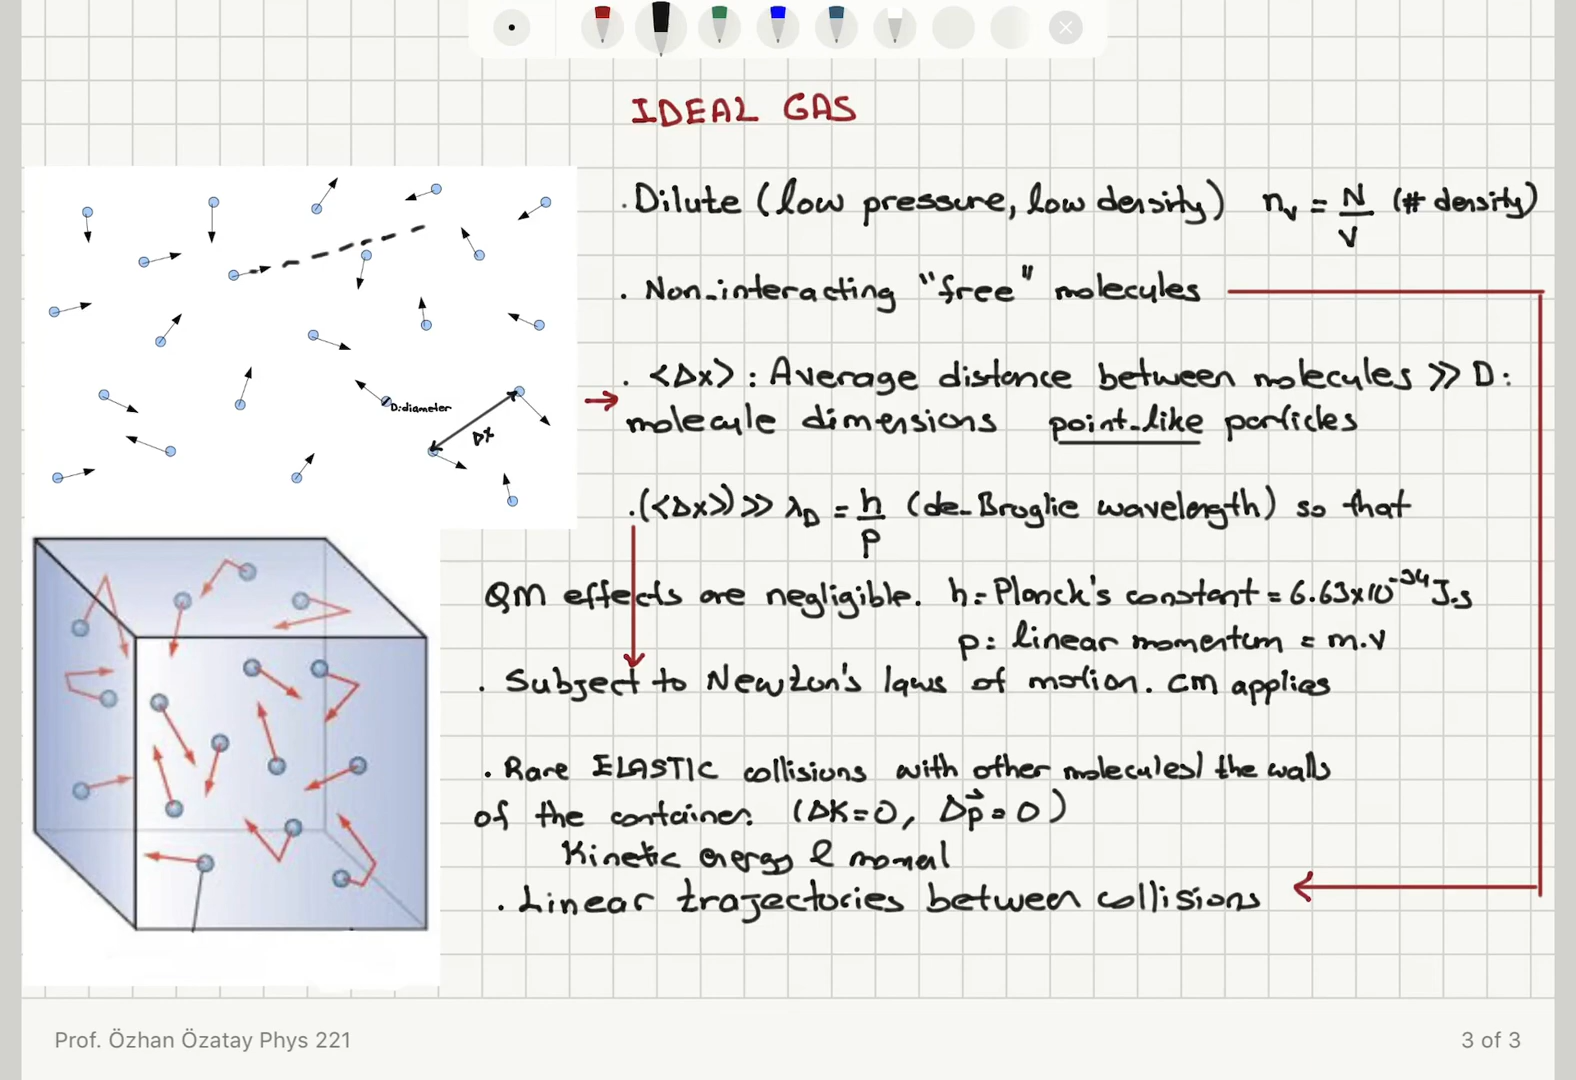 IDEAL GAS
. Dilute (low pressure, low density) nv = N/V (# density)
. Non-interacting "free" molecules
. <Δx> : Average distance between molecules >> D :
molecule dimensions point-like particles
D:diameter
Δx
. (<Δx>) >> λD = h/p (de-Broglie wavelength) so that
QM effects are negligible. h = Planck's constant = 6.63x10^-34 J.s
p = linear momentum = m.v
. Subject to Newton's laws of motion. CM applies
. Rare ELASTIC collisions with other molecules/ the walls
of the container. (ΔK=0, Δp⃗=0)
Kinetic energy &
. Linear trajectories between collisions
Prof. Özhan Özatay Phys 221
3 of 3